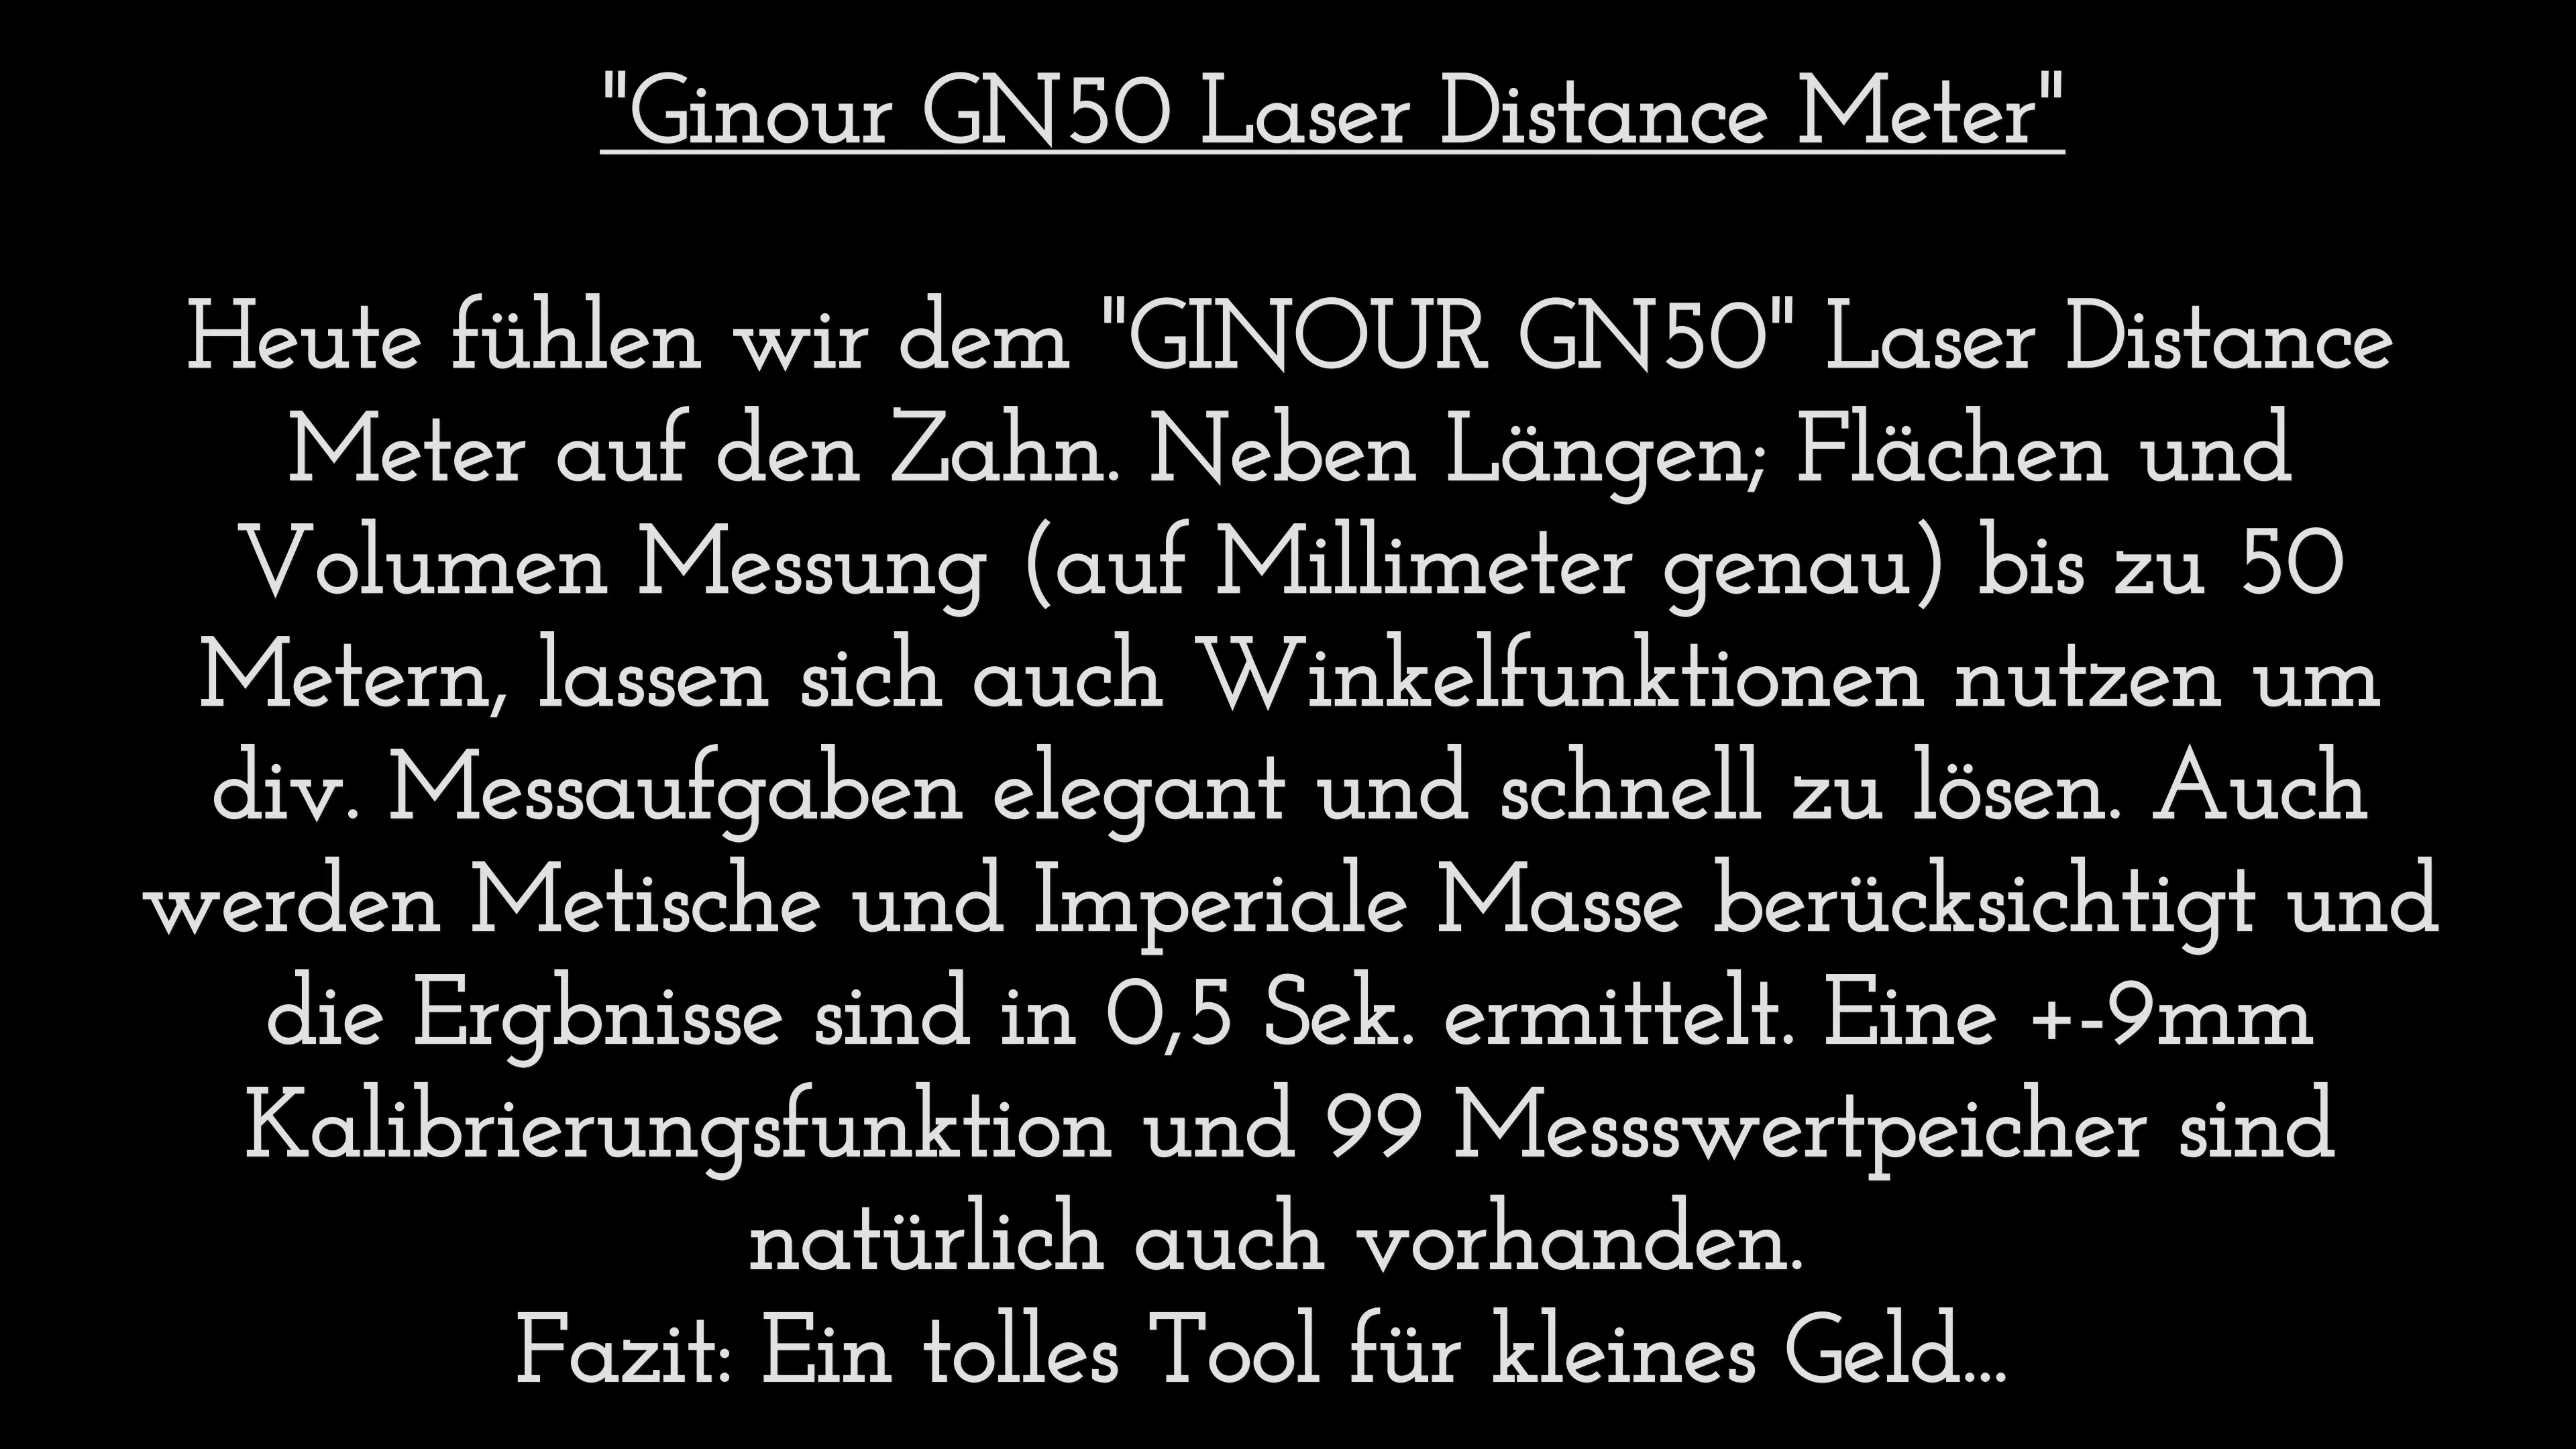 "Ginour GN50 Laser Distance Meter"
Heute fühlen wir dem "GINOUR GN50" Laser Distance
Meter auf den Zahn. Neben Längen; Flächen und
Volumen Messung (auf Millimeter genau) bis zu 50
Metern, lassen sich auch Winkelfunktionen nutzen um
div. Messaufgaben elegant und schnell zu lösen. Auch
werden Metische und Imperiale Masse berücksichtigt und
die Ergbnisse sind in 0,5 Sek. ermittelt. Eine +-9mm
Kalibrierungsfunktion und 99 Messswertpeicher sind
natürlich auch vorhanden.
Fazit: Ein tolles Tool für kleines Geld...